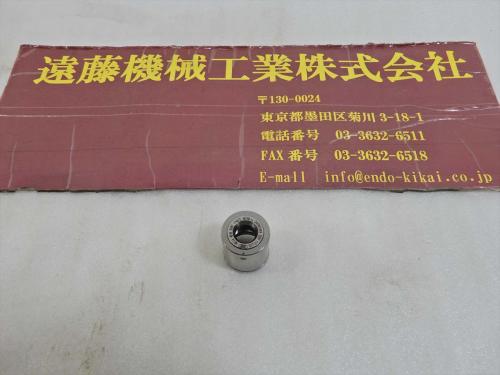 遠藤機械工業株式会社
〒130-0024
東京都墨田区菊川 3-18-1
電話番号 03-3632-6511
FAX 番号 03-3632-6518
E-mail info@endo-kikai.co.jp